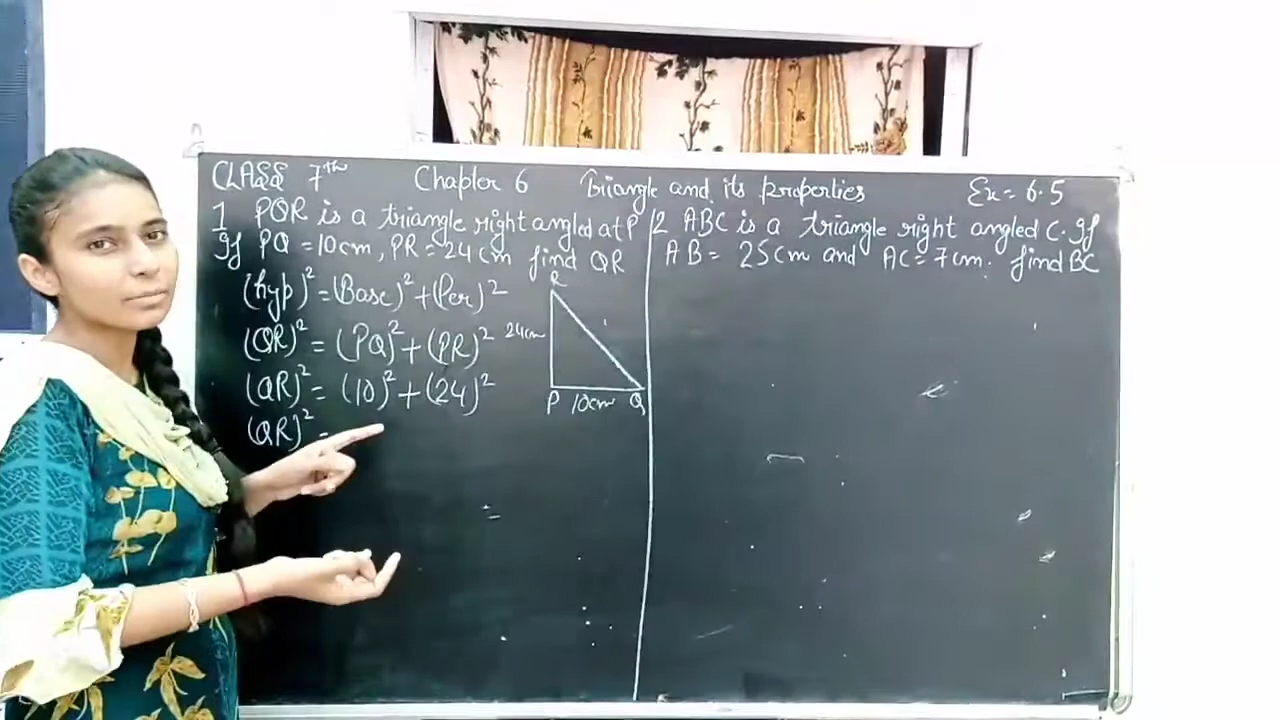 CLASS 7th Chapter 6 Triangle and its properties Ex= 6.5
1 PQR is a triangle right angled at P
If PQ = 10cm, PR = 24cm find QR
(hyp)² = (Base)² + (Per)²
(QR)² = (PQ)² + (PR)²
(QR)² = (10)² + (24)²
(QR)² =
R
24cm
P 10cm Q
2 ABC is a triangle right angled C. If
AB = 25cm and AC = 7cm. find BC